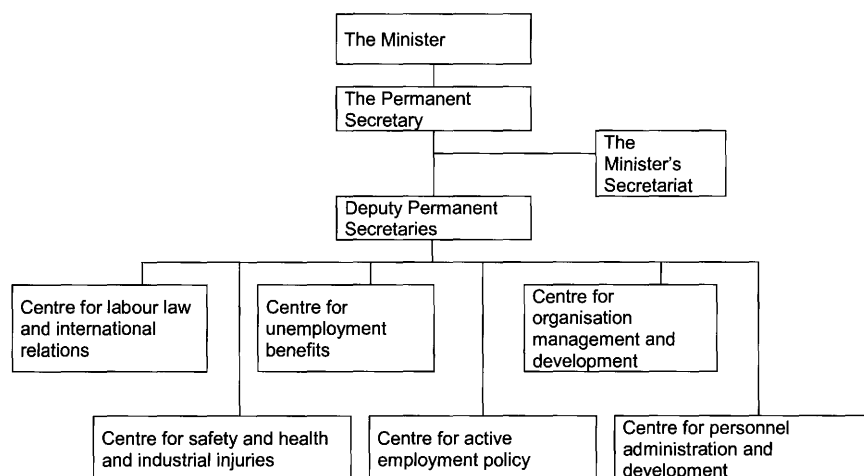 The Minister
The Permanent
Secretary
The
Minister's
Secretariat
Deputy Permanent
Secretaries
Centre for labour law
and international
relations
Centre for
unemployment
benefits
Centre for
organisation
management and
development
Centre for safety and health
and industrial injuries
Centre for active
employment policy
Centre for personnel
administration and
development